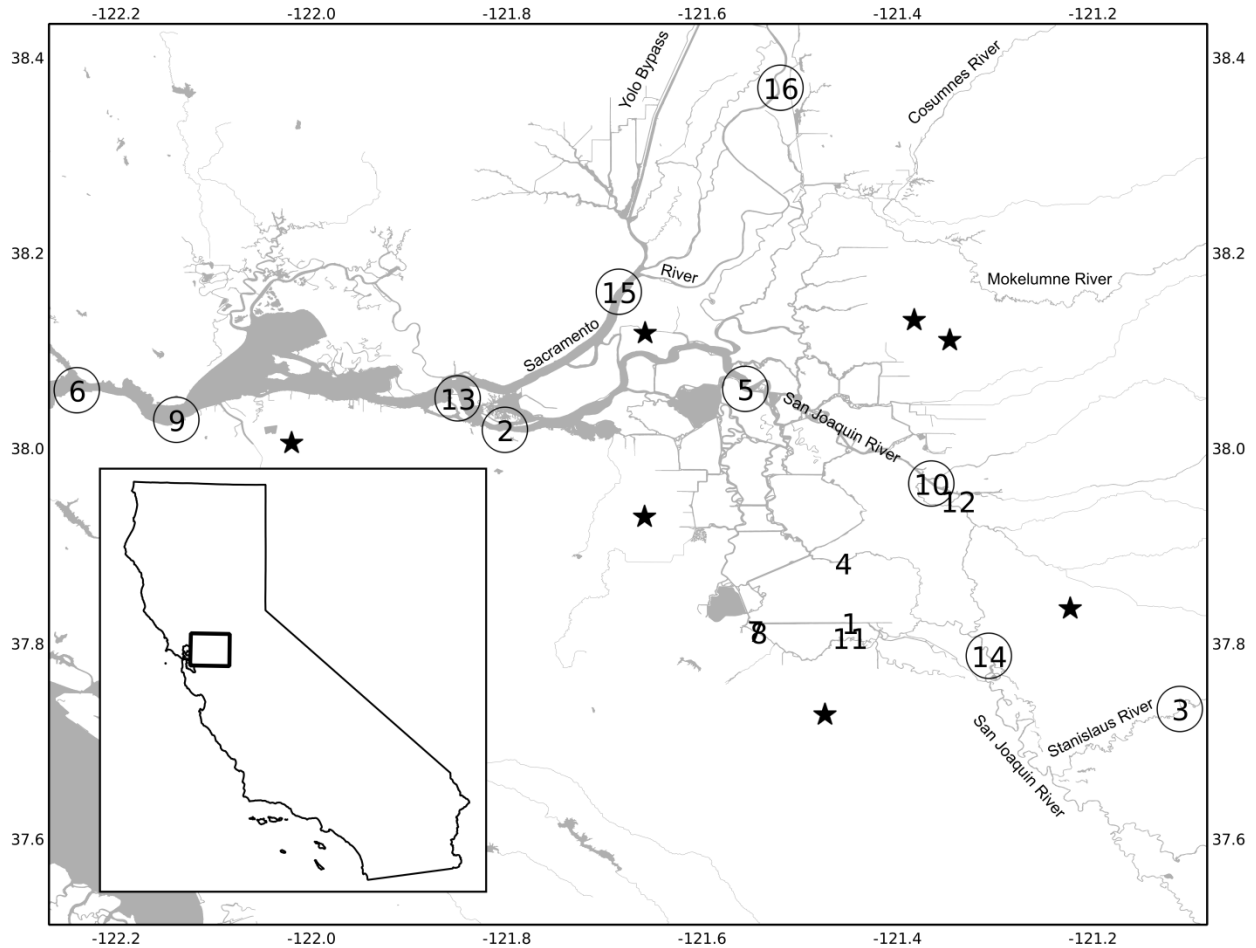 -122.2 -122.0 -121.8 -121.6 -121.4 -121.2
38.4 38.4
Yolo Bypass
Cosumnes River
16
38.2 38.2
River
Mokelumne River
15
Sacramento
6
13
5
9
2
San Joaquin River
38.0 38.0
10
12
4
1
7
8
11
37.8 37.8
14
3
Stanislaus River
San Joaquin River
37.6 37.6
-122.2 -122.0 -121.8 -121.6 -121.4 -121.2